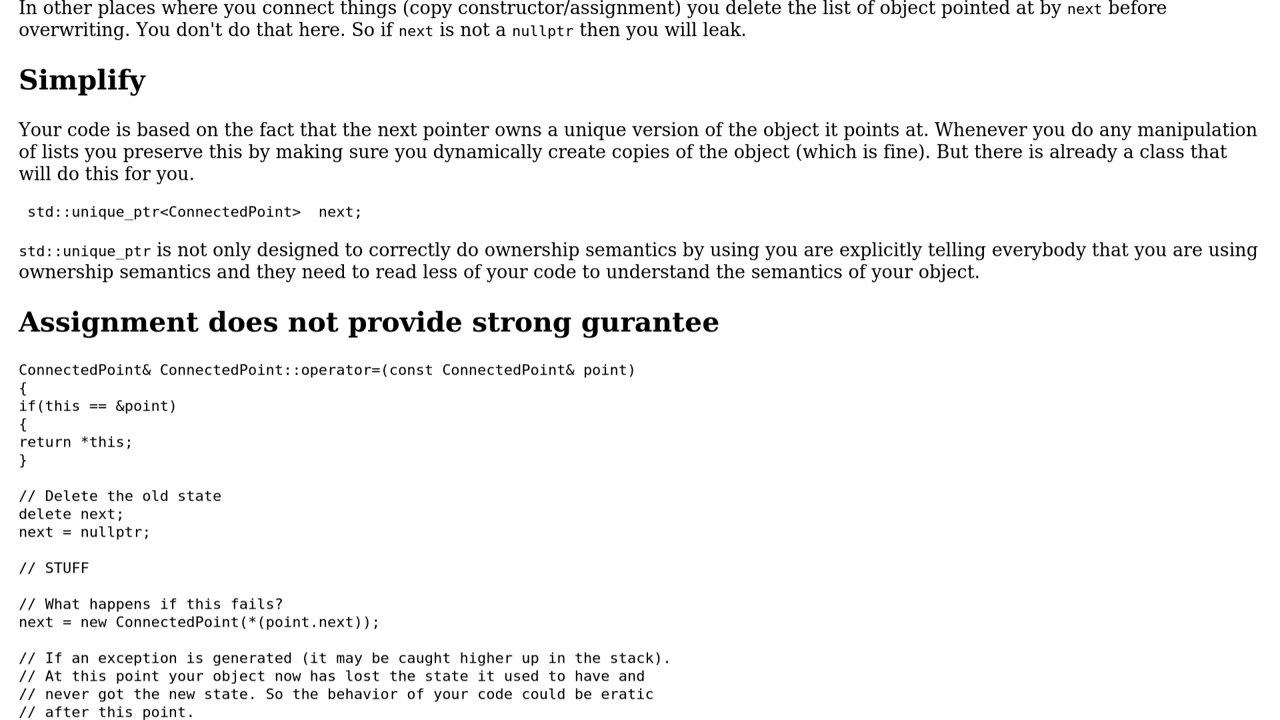 In other places where you connect things (copy constructor/assignment) you delete the list of object pointed at by next before
overwriting. You don't do that here. So if next is not a nullptr then you will leak.
Simplify
Your code is based on the fact that the next pointer owns a unique version of the object it points at. Whenever you do any manipulation
of lists you preserve this by making sure you dynamically create copies of the object (which is fine). But there is already a class that
will do this for you.
std::unique_ptr<ConnectedPoint>  next;
std::unique_ptr is not only designed to correctly do ownership semantics by using you are explicitly telling everybody that you are using
ownership semantics and they need to read less of your code to understand the semantics of your object.
Assignment does not provide strong gurantee
ConnectedPoint& ConnectedPoint::operator=(const ConnectedPoint& point)
{
if(this == &point)
{
return *this;
}
// Delete the old state
delete next;
next = nullptr;
// STUFF
// What happens if this fails?
next = new ConnectedPoint(*(point.next));
// If an exception is generated (it may be caught higher up in the stack).
// At this point your object now has lost the state it used to have and
// never got the new state. So the behavior of your code could be eratic
// after this point.